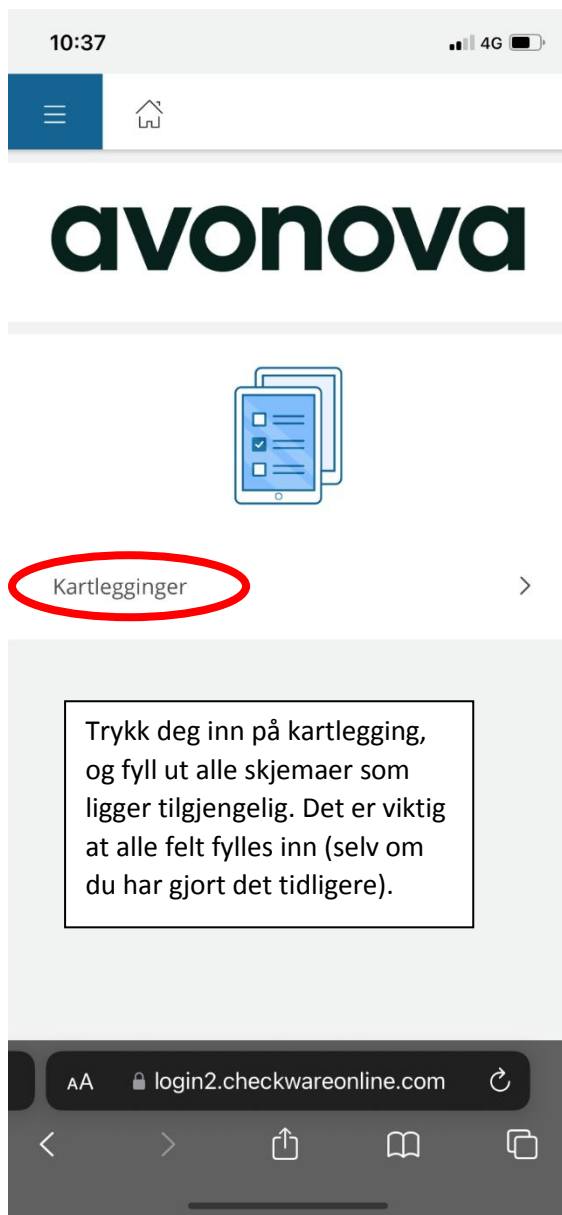 10:37
4G
avonova
Kartlegginger
Trykk deg inn på kartlegging,
og fyll ut alle skjemaer som
ligger tilgjengelig. Det er viktig
at alle felt fylles inn (selv om
du har gjort det tidligere).
AA login2.checkwareonline.com